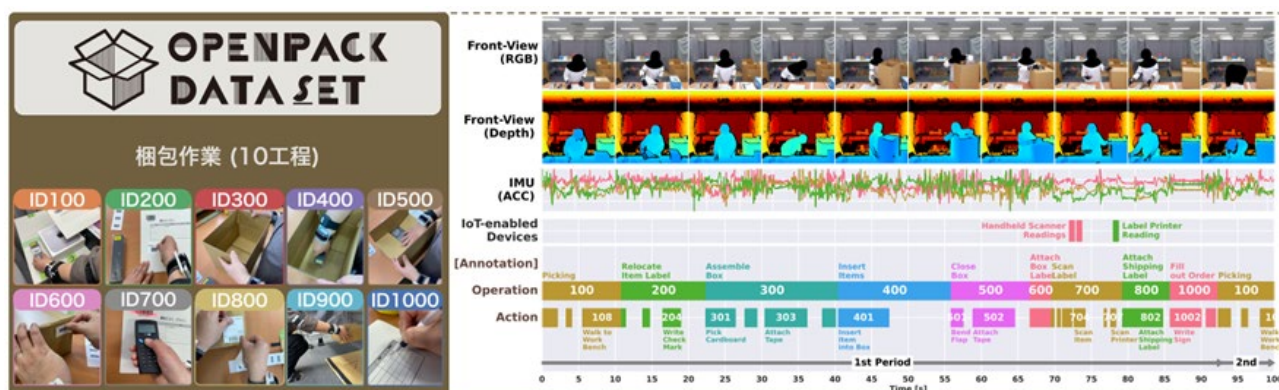 OPENPACK
DATASET
梱包作業 (10工程)
ID100
ID200
ID300
ID400
ID500
ID600
ID700
ID800
ID900
ID1000
Front-View
(RGB)
Front-View
(Depth)
IMU
(ACC)
IoT-enabled
Devices
Handheld Scanner
Readings
Label Printer
Reading
[Annotation]
Picking
Relocate
Item Label
Assemble
Box
Insert
Items
Close
Box
Attach
Box
Label
Scan
Label
Attach
Shipping
Label
Fill
out Order
Picking
Operation
100
200
300
400
500
600
700
800
1000
100
Action
108
204
301
303
401
502
704
802
1002
Walk to
Work
Bench
Write
Check
Mark
Pick
Cardboard
Attach
Tape
Insert
Item
into Box
Bend
Flap
Attach
Tape
Scan
Item
Scan
Printer
Attach
Shipping
Label
Write
Sign
Walk
Work
Bench
1st Period
2nd
0 5 10 15 20 25 30 35 40 45 50 55 60 65 70 75 80 85 90 95 100
Time [s]